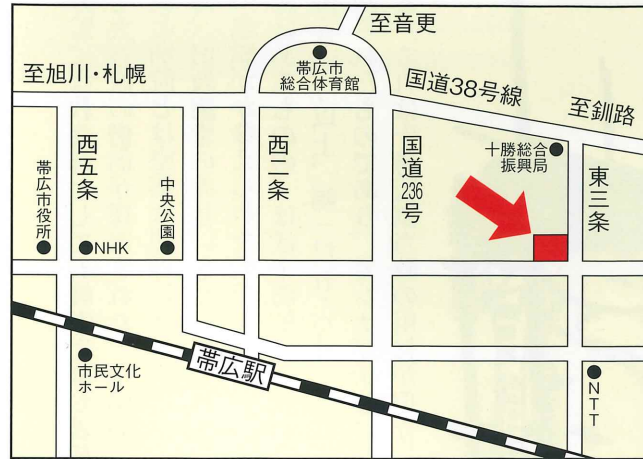 至音更
帯広市
総合体育館
至旭川・札幌
国道38号線
至釧路
西五条
西二条
国道236号
十勝総合
振興局
東三条
帯広市役所
中央公園
NHK
帯広駅
市民文化
ホール
NTT